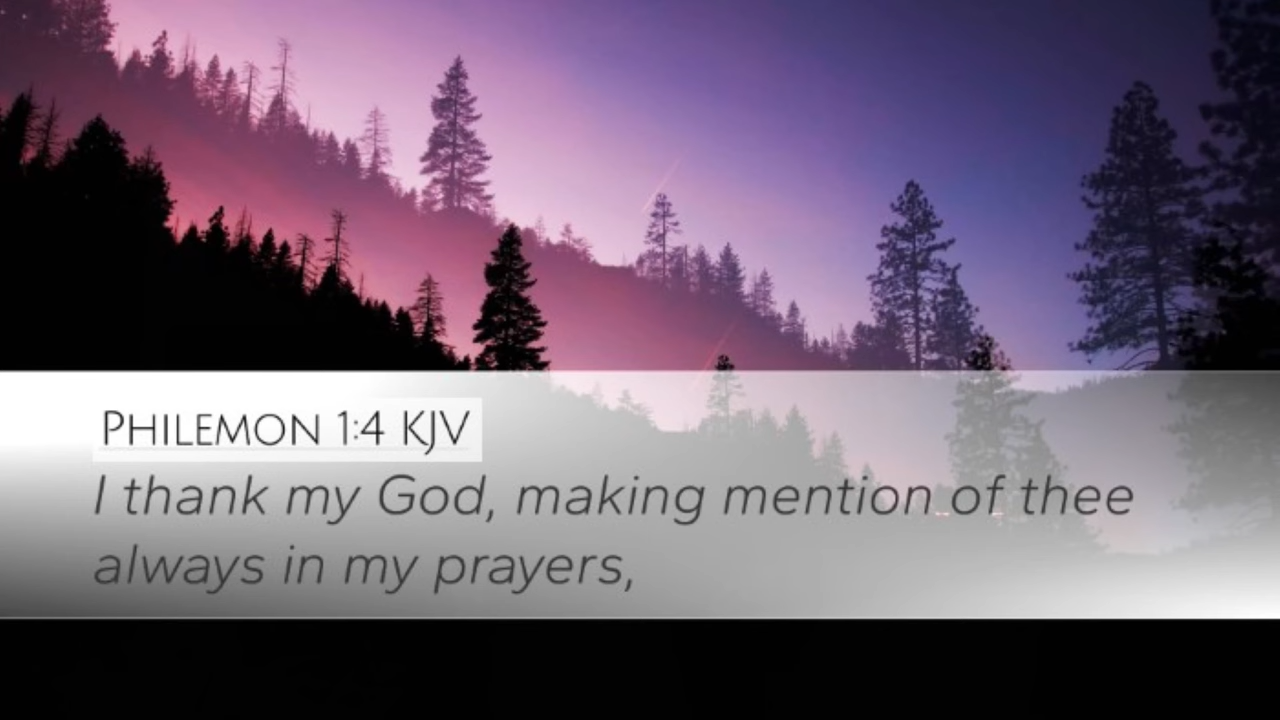 Philemon 1:4 KJV
I thank my God, making mention of thee
always in my prayers,